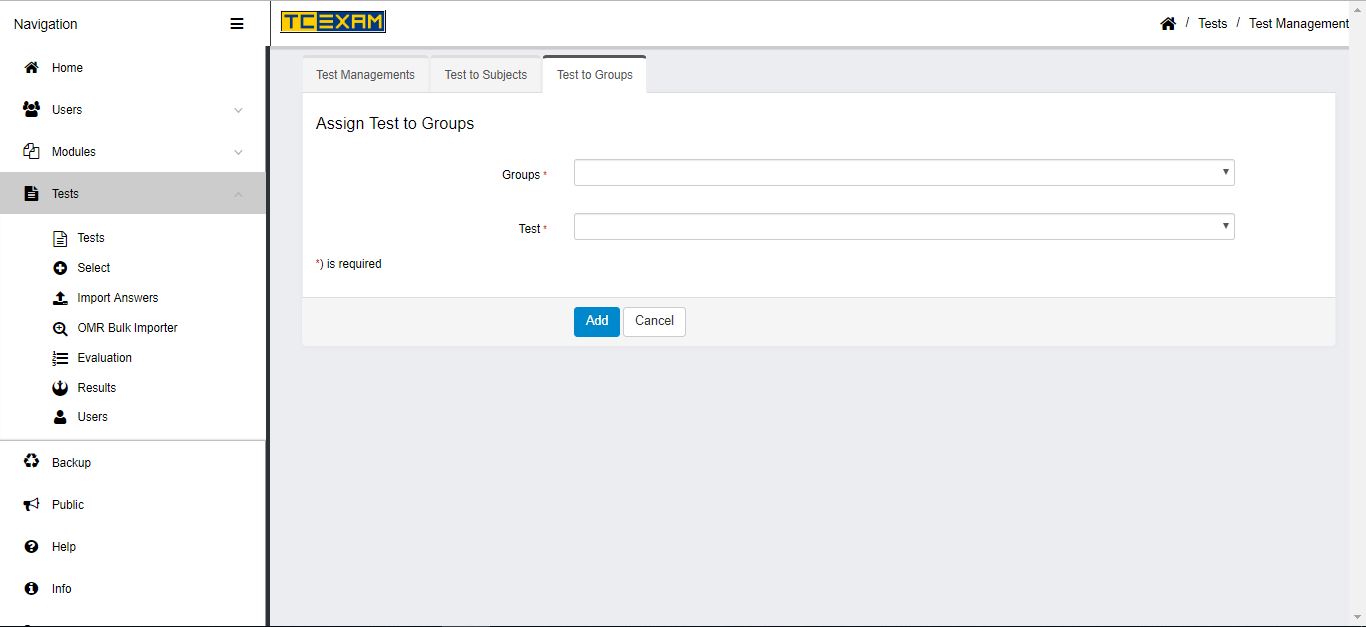 Navigation
TCEXAM
/ Tests / Test Management
Home
Users
Modules
Tests
Tests
Select
Import Answers
OMR Bulk Importer
Evaluation
Results
Users
Backup
Public
Help
Info
Test Managements
Test to Subjects
Test to Groups
Assign Test to Groups
Groups *
Test *
*) is required
Add
Cancel